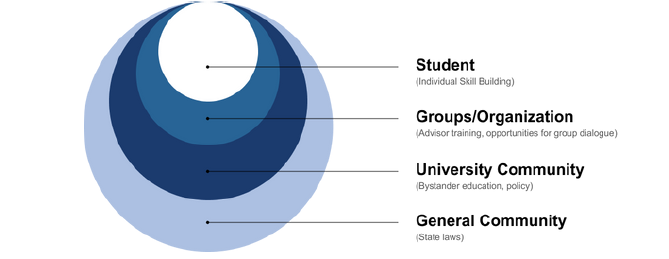 Student
(Individual Skill Building)
Groups/Organization
(Advisor training, opportunities for group dialogue)
University Community
(Bystander education, policy)
General Community
(State laws)